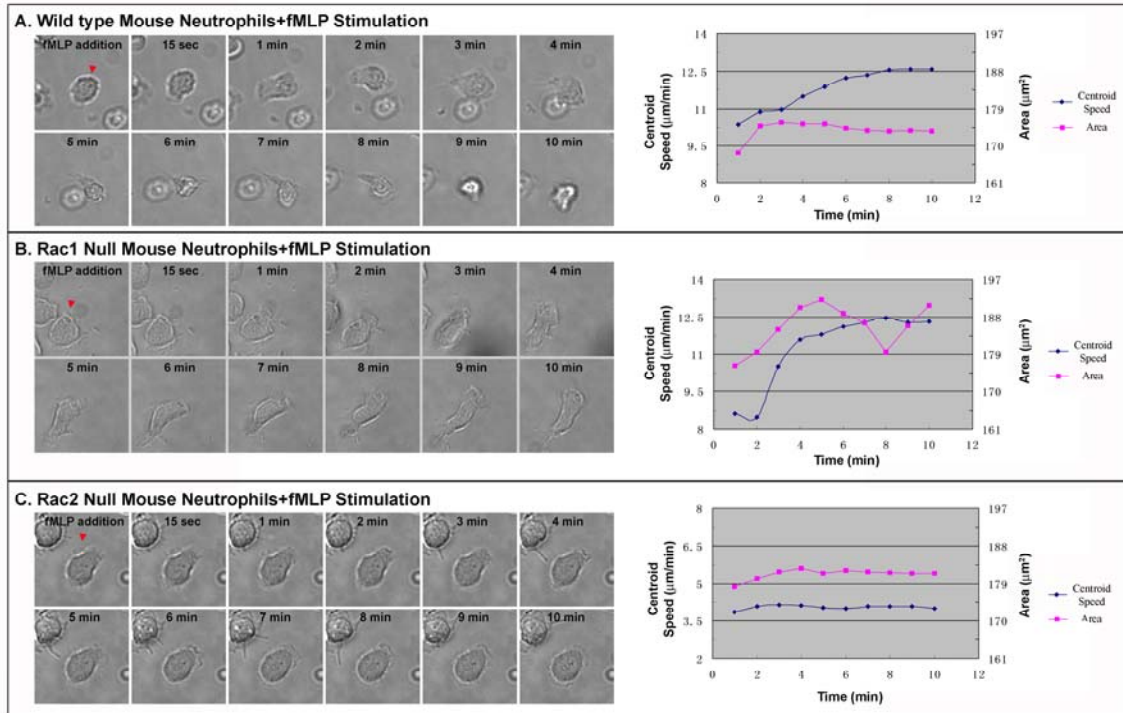 A. Wild type Mouse Neutrophils+fMLP Stimulation
fMLP addition 15 sec 1 min 2 min 3 min 4 min
5 min 6 min 7 min 8 min 9 min 10 min
14
12.5
11
9.5
8
197
188
179
170
161
0 2 4 6 8 10 12
Centroid
Speed (μm/min)
Area (μm²)
Time (min)
Centroid
Speed
Area
B. Rac1 Null Mouse Neutrophils+fMLP Stimulation
fMLP addition 15 sec 1 min 2 min 3 min 4 min
5 min 6 min 7 min 8 min 9 min 10 min
14
12.5
11
9.5
8
197
188
179
170
161
0 2 4 6 8 10 12
Centroid
Speed (μm/min)
Area (μm²)
Time (min)
Centroid
Speed
Area
C. Rac2 Null Mouse Neutrophils+fMLP Stimulation
fMLP addition 15 sec 1 min 2 min 3 min 4 min
5 min 6 min 7 min 8 min 9 min 10 min
8
6.5
5
3.5
2
197
188
179
170
161
0 2 4 6 8 10 12
Centroid
Speed (μm/min)
Area (μm²)
Time (min)
Centroid
Speed
Area